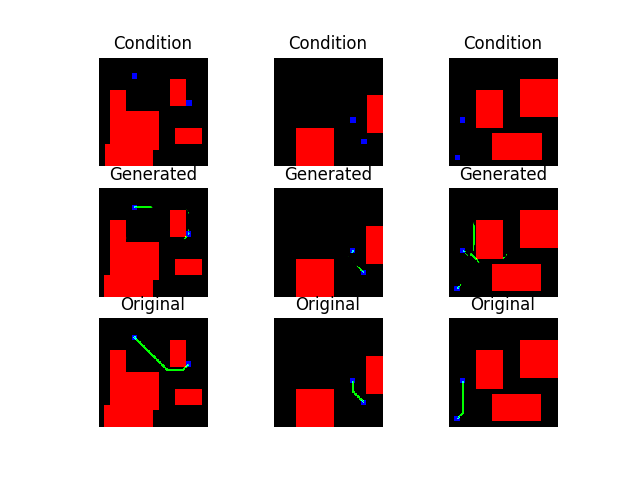 Condition Condition Condition
Generated Generated Generated
Original Original Original